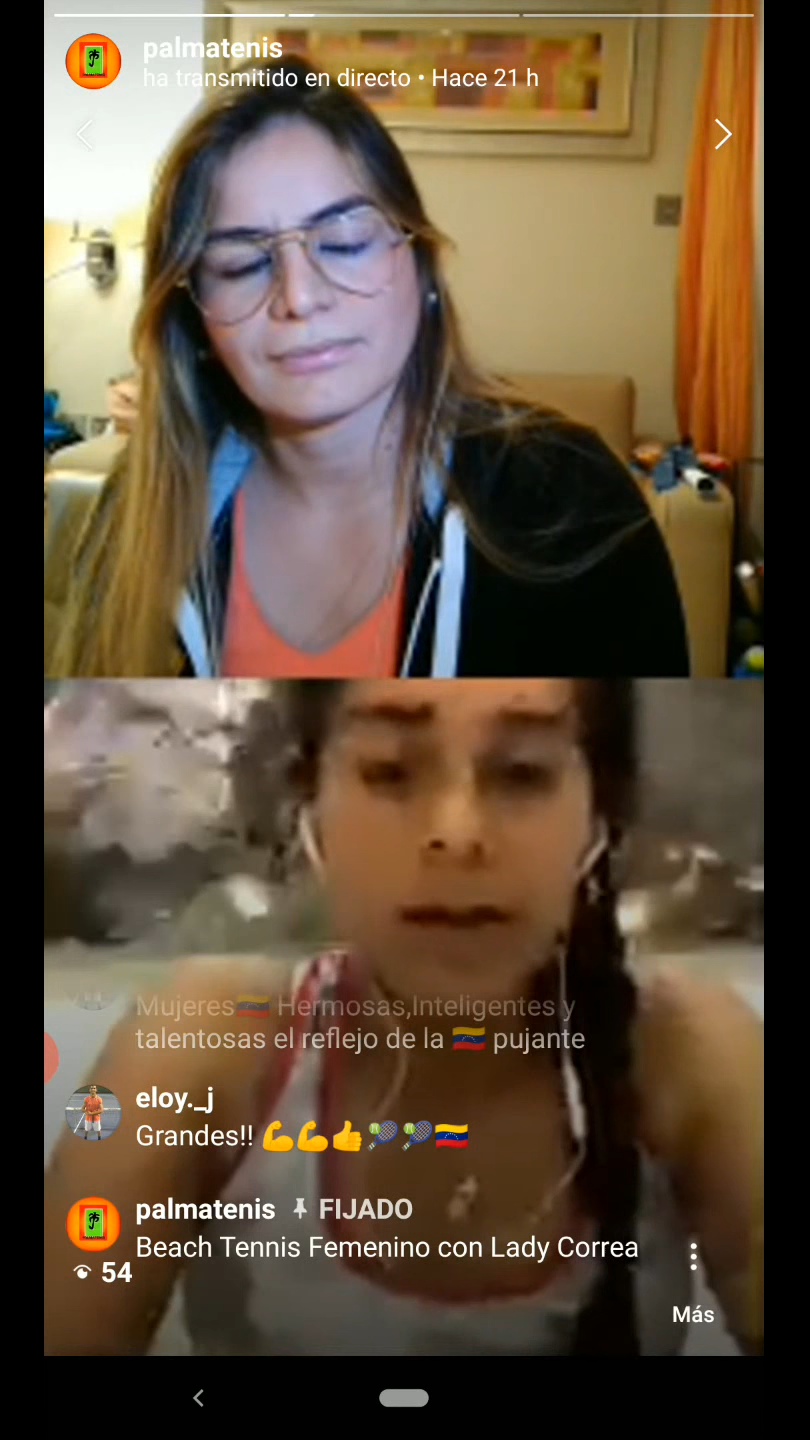 palmatenis
ha transmitido en directo • Hace 21 h
Mujeres🇻🇪 Hermosas,Inteligentes y
talentosas el reflejo de la 🇻🇪 pujante
eloy._j
Grandes!! 💪💪👍🎾🎾🇻🇪
palmatenis 📌 FIJADO
Beach Tennis Femenino con Lady Correa
54
Más